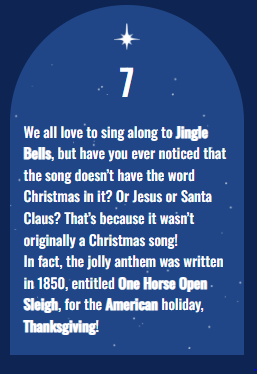 7
We all love to sing along to Jingle
Bells, but have you ever noticed that
the song doesn't have the word
Christmas in it? Or Jesus or Santa
Claus? That's because it wasn't
originally a Christmas song!
In fact, the jolly anthem was written
in 1850, entitled One Horse Open
Sleigh, for the American holiday,
Thanksgiving!